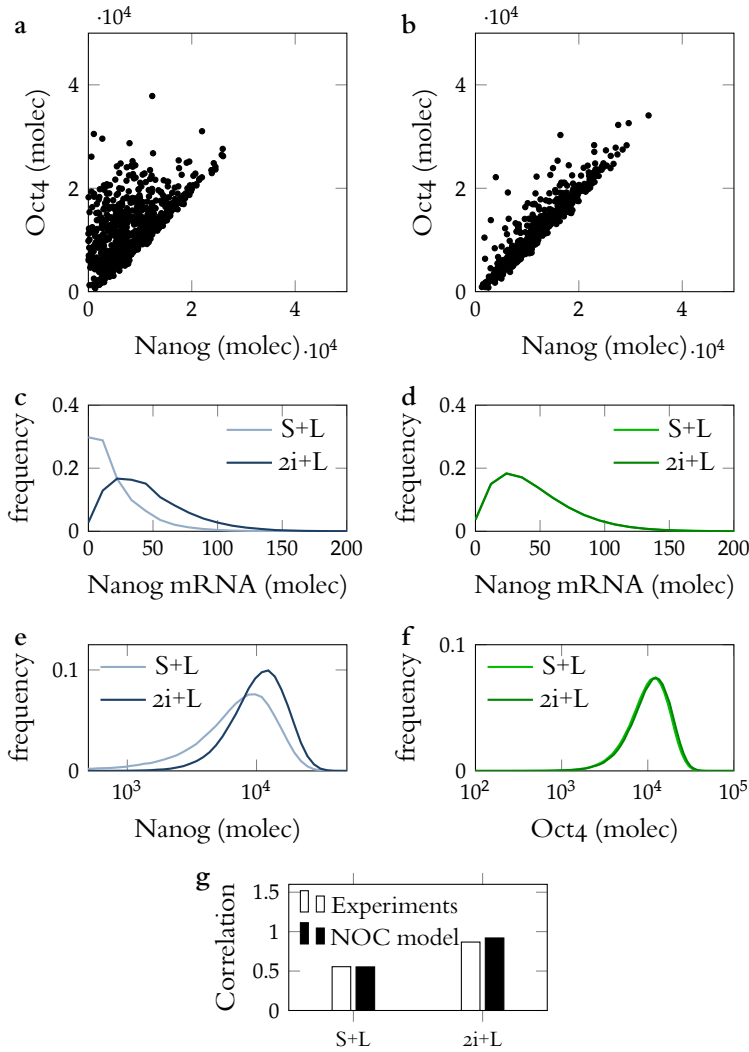 a
·10⁴
Oct4 (molec)
4
2
0
0 2 4
Nanog (molec) ·10⁴
b
·10⁴
Oct4 (molec)
4
2
0
0 2 4
Nanog (molec) ·10⁴
c
frequency
0.4
0.2
0
S+L
2i+L
0 50 100 150 200
Nanog mRNA (molec)
d
frequency
0.4
0.2
0
S+L
2i+L
0 50 100 150 200
Nanog mRNA (molec)
e
frequency
0.1
0
S+L
2i+L
10³ 10⁴
Nanog (molec)
f
frequency
0.1
0
S+L
2i+L
10² 10³ 10⁴ 10⁵
Oct4 (molec)
g
Correlation
1.5
1
0.5
0
Experiments
NOC model
S+L 2i+L